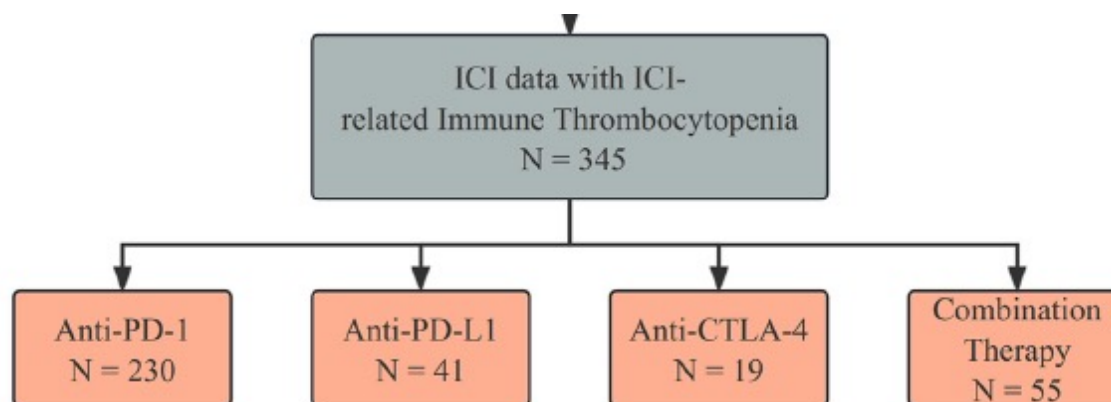 ICI data with ICI-
related Immune Thrombocytopenia
N = 345
Anti-PD-1
N = 230
Anti-PD-L1
N = 41
Anti-CTLA-4
N = 19
Combination
Therapy
N = 55